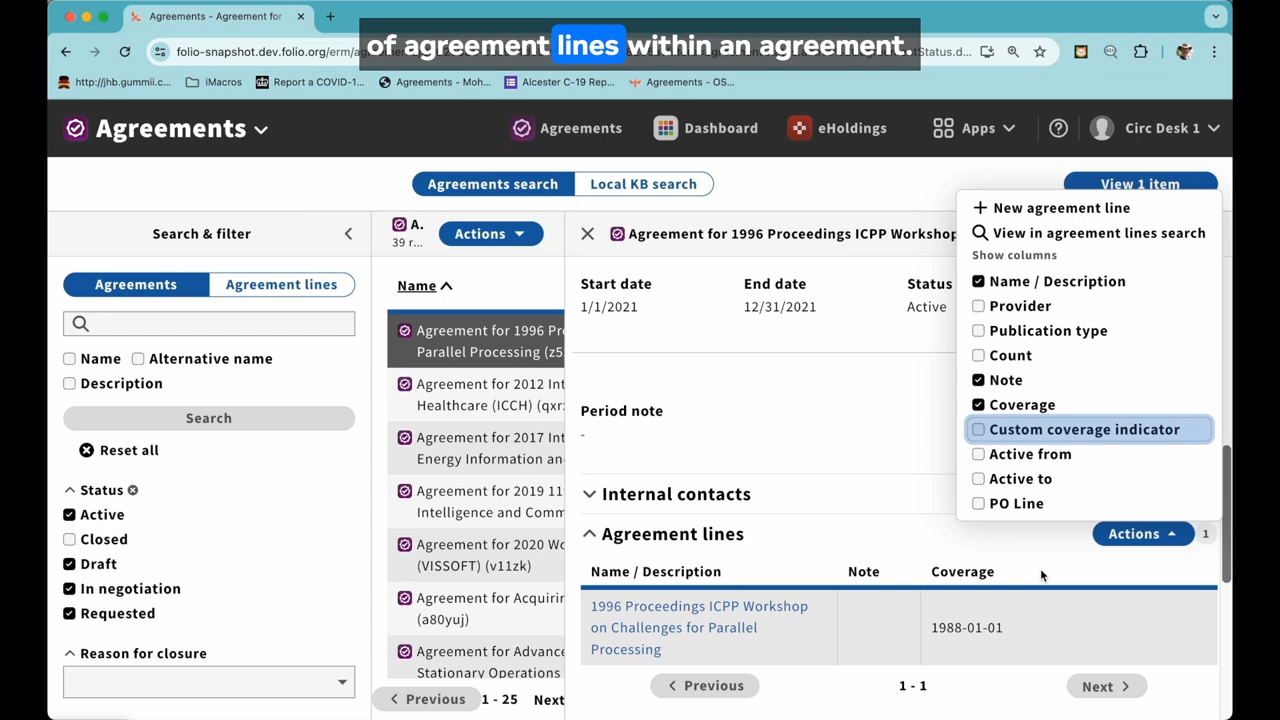 Agreements - Agreement for
of agreement lines within an agreement.
folio-snapshot.dev.folio.org/erm/a
tStatus.d...
http://jhb.gummii.c...
iMacros
Report a COVID-1...
Agreements - Moh...
Alcester C-19 Rep...
Agreements - OS...
Agreements
Agreements
Dashboard
eHoldings
Apps
Circ Desk 1
Agreements search
Local KB search
View 1 item
Search & filter
Agreements
Agreement lines
Name
Alternative name
Description
Search
Reset all
Status
Active
Closed
Draft
In negotiation
Requested
Reason for closure
A.
39 r...
Actions
Name
Agreement for 1996 Pr
Parallel Processing (z5
Agreement for 2012 Int
Healthcare (ICCH) (qxr
Agreement for 2017 Int
Energy Information an
Agreement for 2019 11
Intelligence and Comm
Agreement for 2020 Wo
(VISSOFT) (v11zk)
Agreement for Acquirin
(a80yuj)
Agreement for Advance
Stationary Operations
Previous
1 - 25
Next
Agreement for 1996 Proceedings ICPP Workshop
Start date
End date
Status
1/1/2021
12/31/2021
Active
Period note
-
Internal contacts
Agreement lines
Actions
1
Name / Description
Note
Coverage
1996 Proceedings ICPP Workshop
on Challenges for Parallel
Processing
1988-01-01
Previous
1 - 1
Next
New agreement line
View in agreement lines search
Show columns
Name / Description
Provider
Publication type
Count
Note
Coverage
Custom coverage indicator
Active from
Active to
PO Line